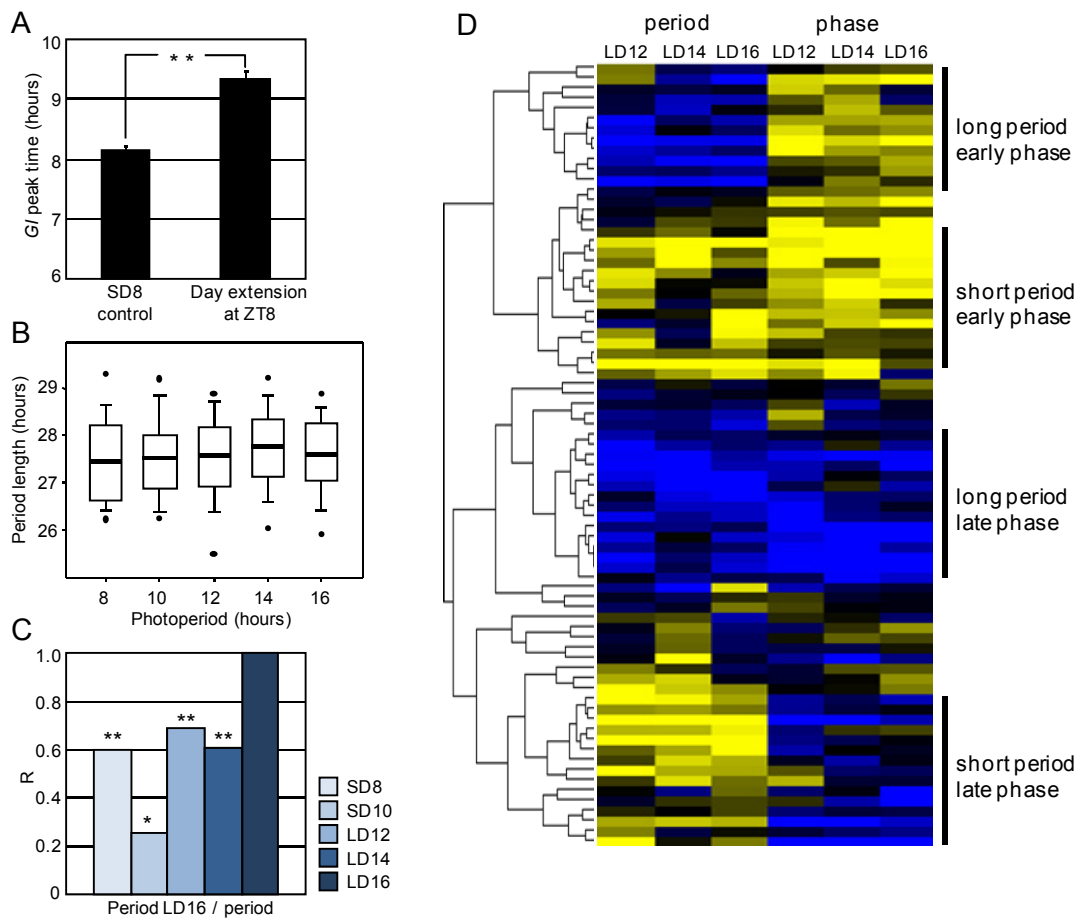 A
GI peak time (hours)
10
9
8
7
6
* *
SD8
control
Day extension
at ZT8
B
Period length (hours)
29
28
27
26
8 10 12 14 16
Photoperiod (hours)
C
R
1.0
0.8
0.6
0.4
0.2
0
**
*
**
**
Period LD16 / period
SD8
SD10
LD12
LD14
LD16
D
period phase
LD12 LD14 LD16 LD12 LD14 LD16
long period
early phase
short period
early phase
long period
late phase
short period
late phase